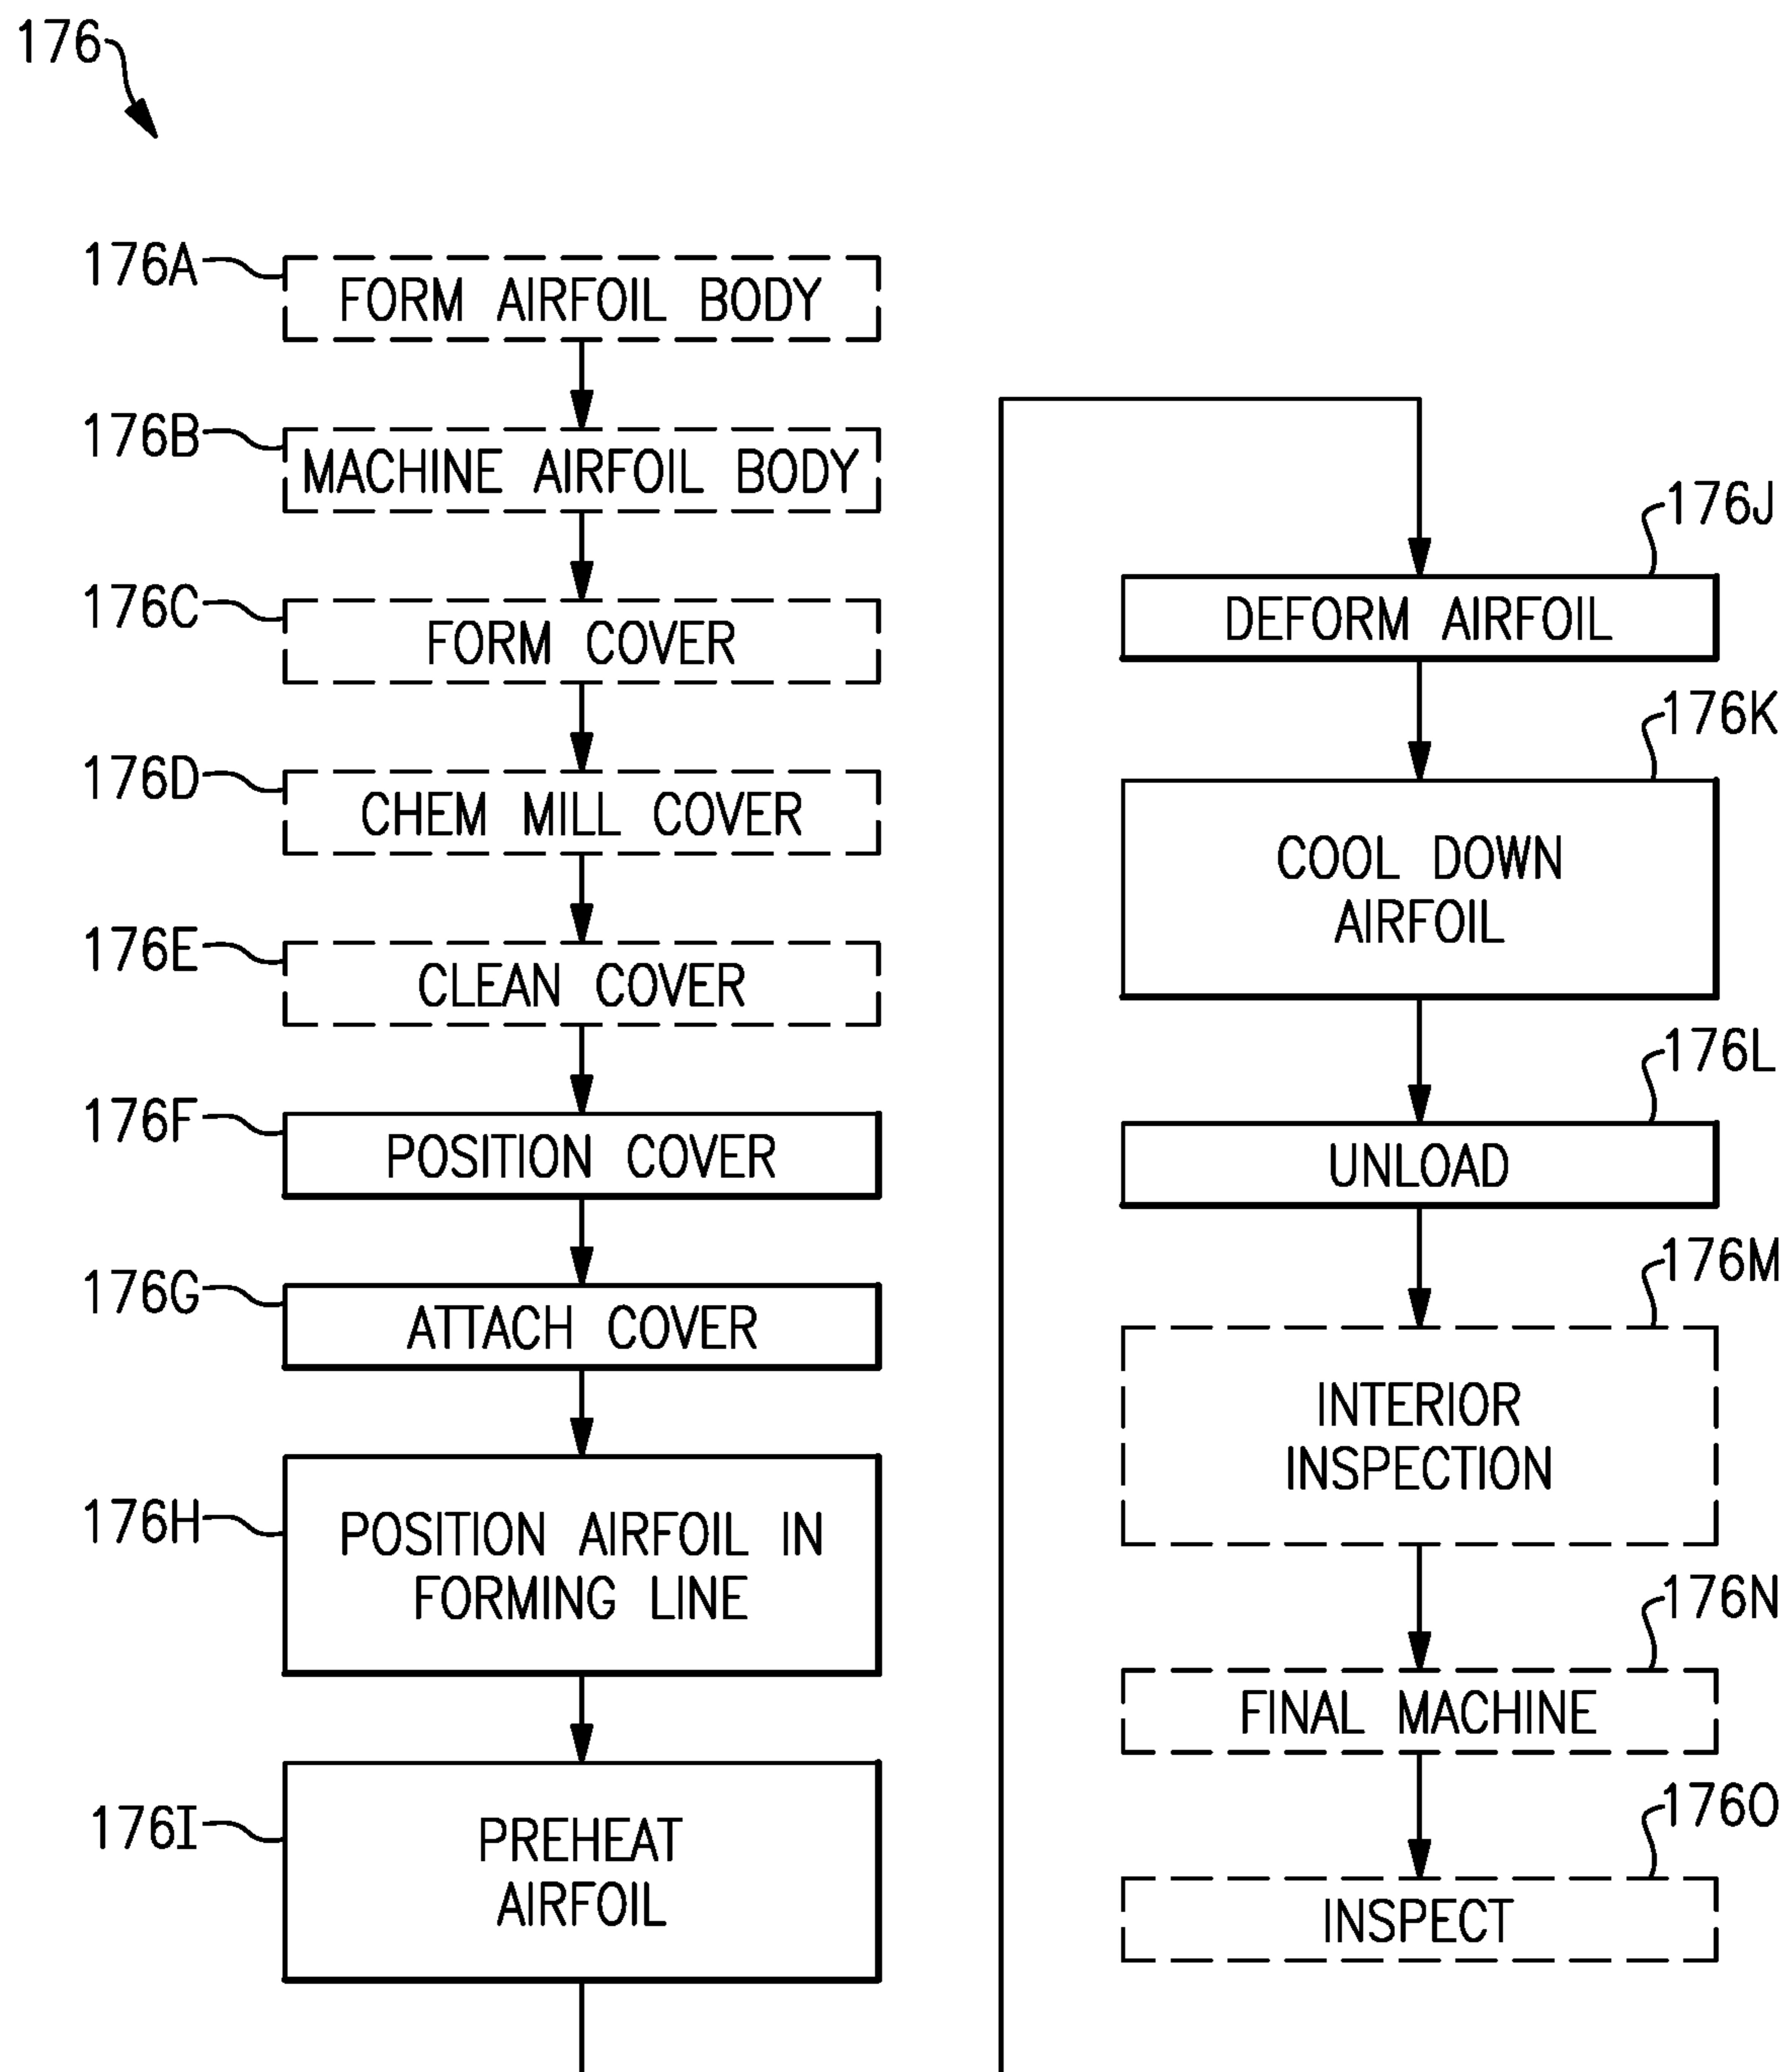 176
176A
FORM AIRFOIL BODY
176B
MACHINE AIRFOIL BODY
176C
FORM COVER
176D
CHEM MILL COVER
176E
CLEAN COVER
176F
POSITION COVER
176G
ATTACH COVER
176H
POSITION AIRFOIL IN
FORMING LINE
176I
PREHEAT
AIRFOIL
176J
DEFORM AIRFOIL
176K
COOL DOWN
AIRFOIL
176L
UNLOAD
176M
INTERIOR
INSPECTION
176N
FINAL MACHINE
176O
INSPECT